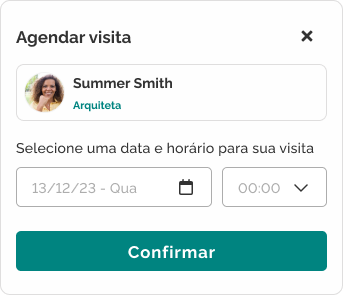 Agendar visita
Summer Smith
Arquiteta
Selecione uma data e horário para sua visita
13/12/23 - Qua
00:00
Confirmar